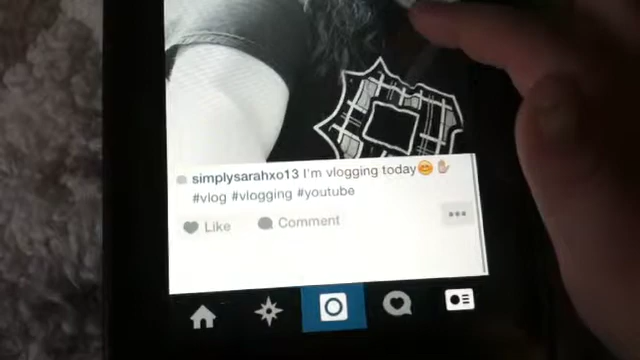 simplysarahxo13 I'm vlogging today😊✋
#vlog #vlogging #youtube
Like Comment